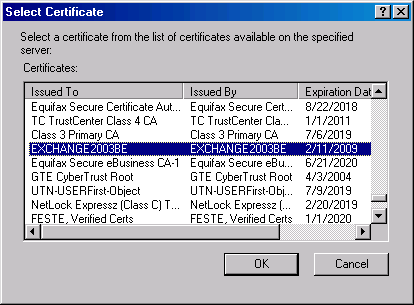 Select Certificate
Select a certificate from the list of certificates available on the specified
server:
Certificates:
Issued To Issued By Expiration Dat
Equifax Secure Certificate Aut... Equifax Secure Cert... 8/22/2018
TC TrustCenter Class 4 CA TC TrustCenter Clas... 1/1/2011
Class 3 Primary CA Class 3 Primary CA 7/6/2019
EXCHANGE2003BE EXCHANGE2003BE 2/11/2009
Equifax Secure eBusiness CA-1 Equifax Secure eBu... 6/21/2020
GTE CyberTrust Root GTE CyberTrust Root 4/3/2004
UTN-USERFirst-Object UTN-USERFirst-Object 7/9/2019
NetLock Expressz (Class C) T... NetLock Expressz (... 2/20/2019
FESTE, Verified Certs FESTE, Verified Certs 1/1/2020
OK Cancel